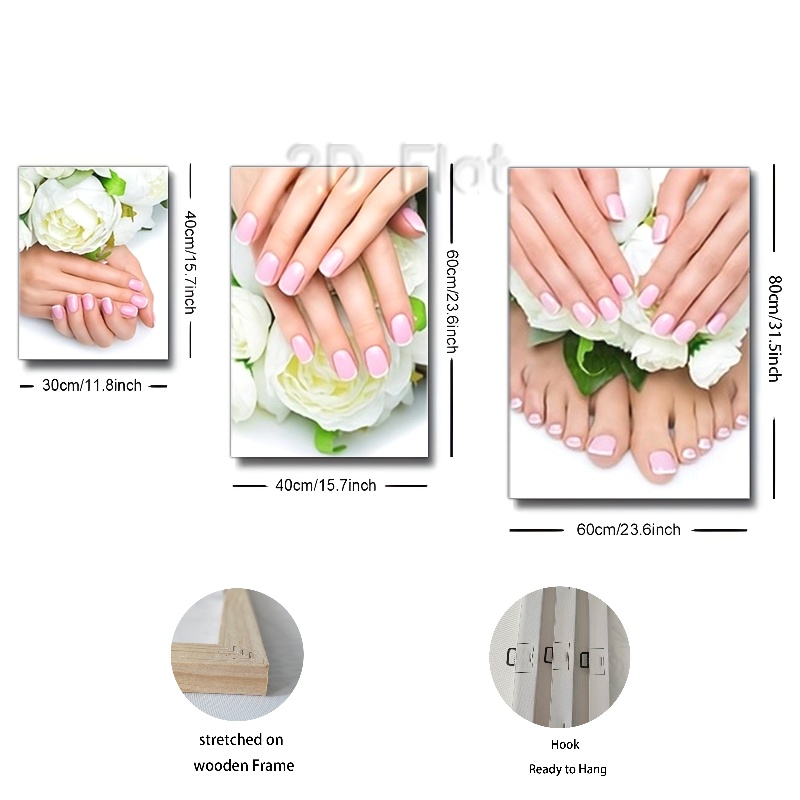 2D Flat
40cm/15.7inch
30cm/11.8inch
60cm/23.6inch
40cm/15.7inch
80cm/31.5inch
60cm/23.6inch
stretched on
wooden Frame
Hook
Ready to Hang